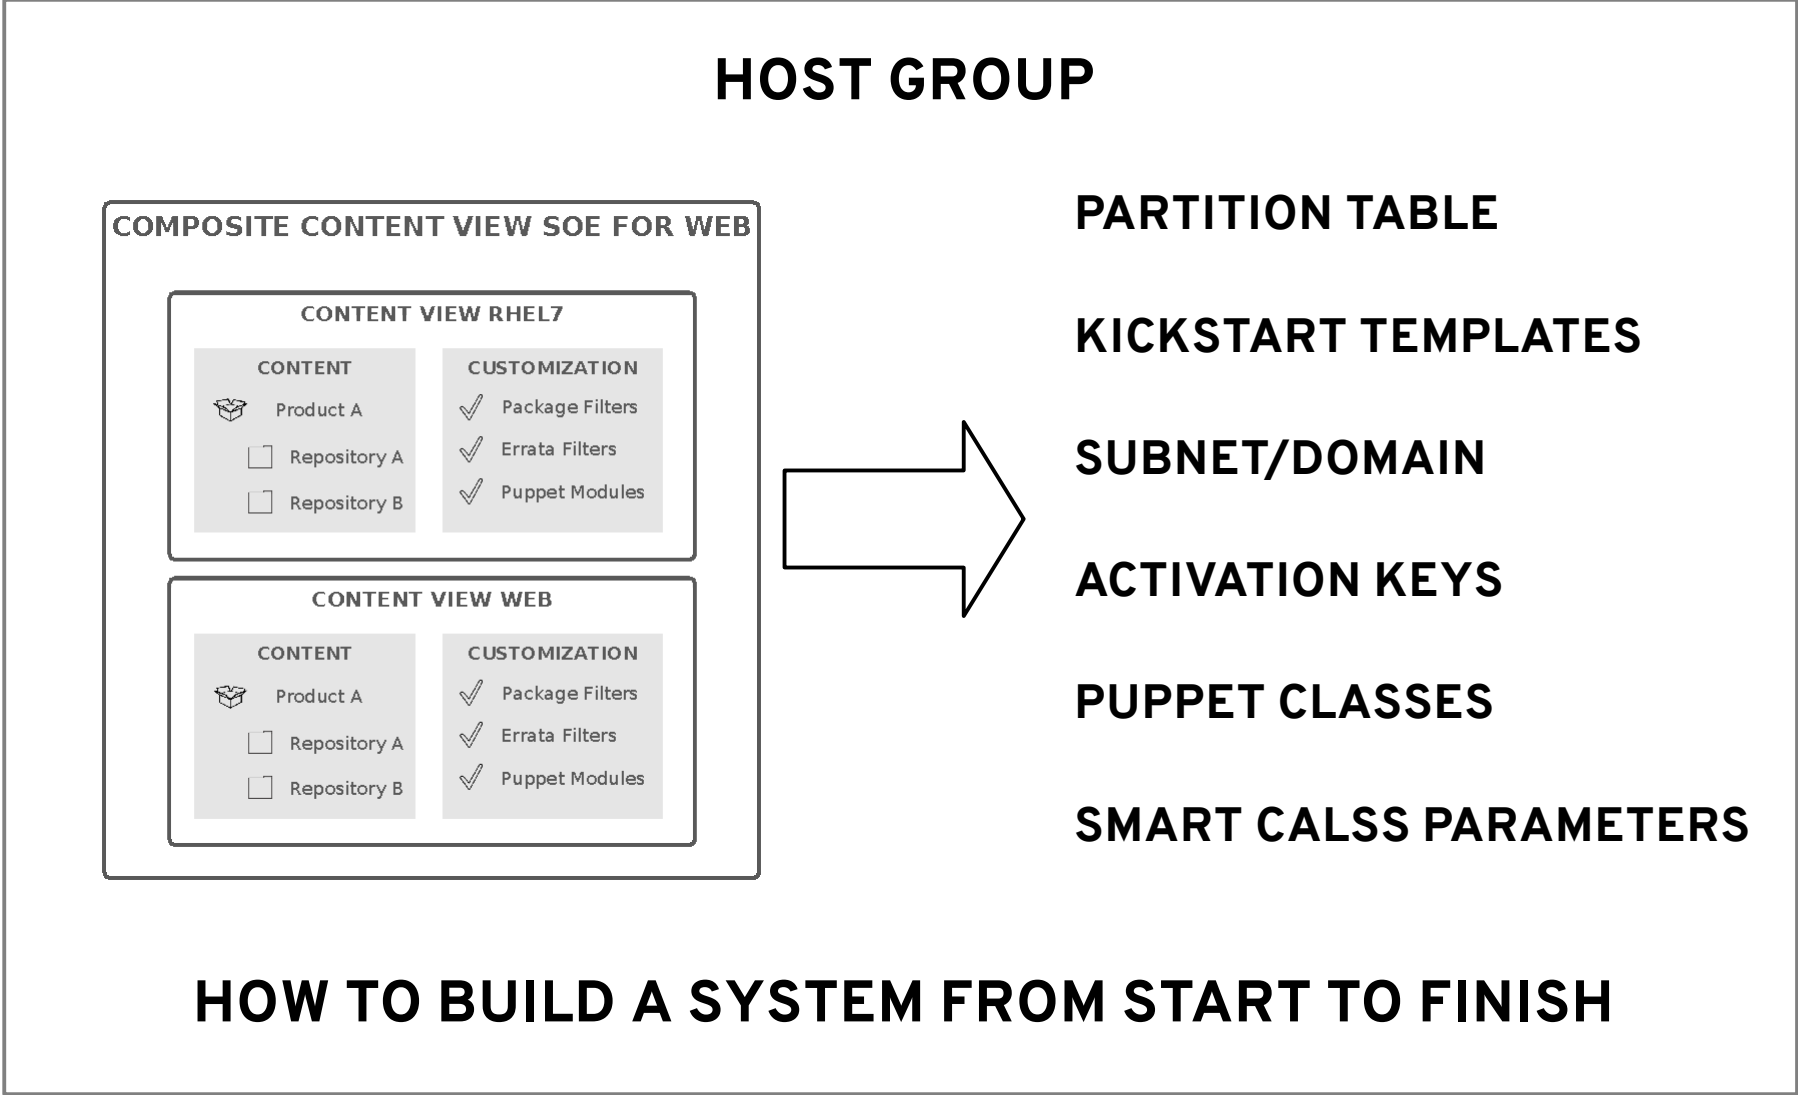 HOST GROUP
COMPOSITE CONTENT VIEW SOE FOR WEB
CONTENT VIEW RHEL7
CONTENT
Product A
Repository A
Repository B
CUSTOMIZATION
Package Filters
Errata Filters
Puppet Modules
CONTENT VIEW WEB
CONTENT
Product A
Repository A
Repository B
CUSTOMIZATION
Package Filters
Errata Filters
Puppet Modules
PARTITION TABLE
KICKSTART TEMPLATES
SUBNET/DOMAIN
ACTIVATION KEYS
PUPPET CLASSES
SMART CALSS PARAMETERS
HOW TO BUILD A SYSTEM FROM START TO FINISH